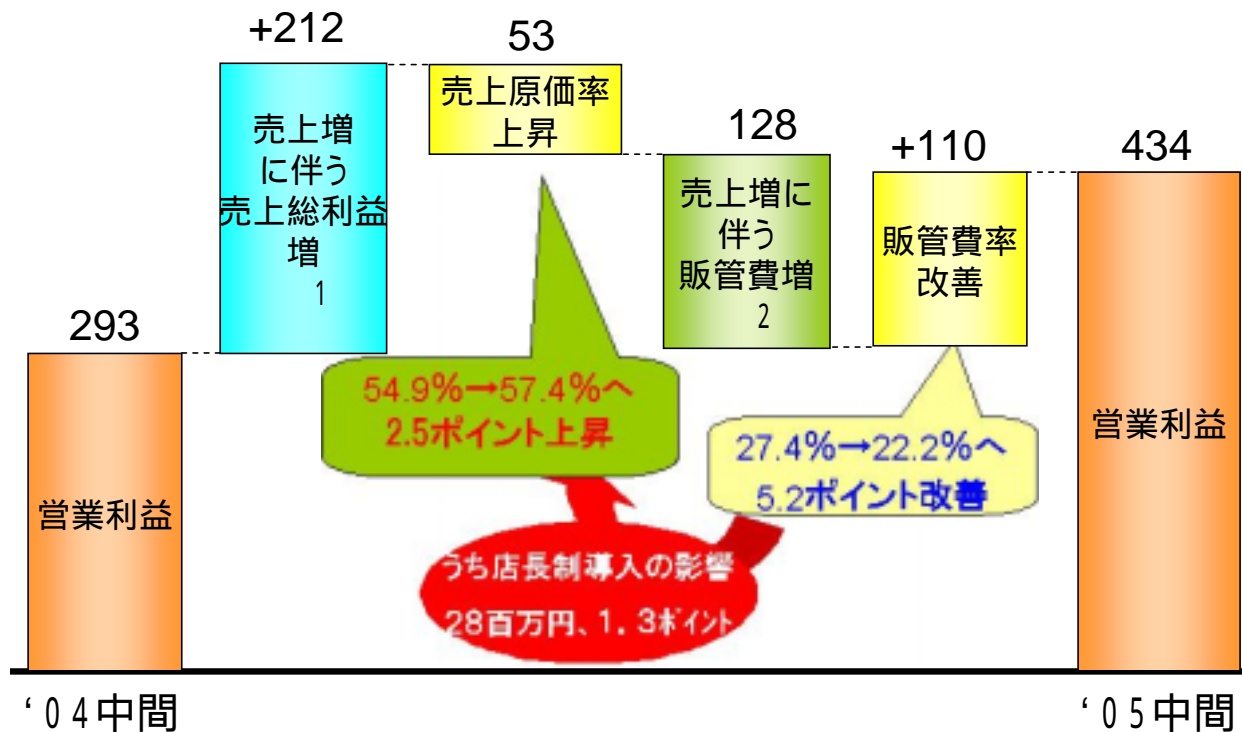 +212
53
128
+110
434
293
売上増
に伴う
売上総利益
増
1
売上原価率
上昇
売上増に
伴う
販管費増
2
販管費率
改善
営業利益
営業利益
54.9%→57.4%へ
2.5ポイント上昇
27.4%→22.2%へ
5.2ポイント改善
うち店長制導入の影響
28百万円、1.3ポイント
‘04中間
‘05中間